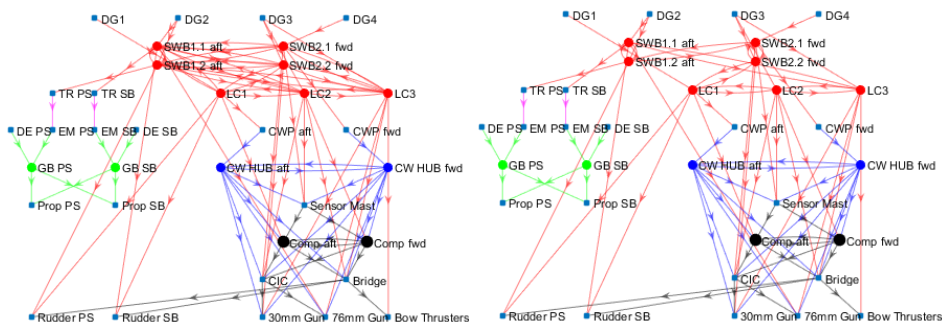 DG1 DG2 DG3 DG4
SWB1.1 aft SWB2.1 fwd
SWB1.2 aft SWB2.2 fwd
TR PS TR SB LC1 LC2 LC3
DE PS EM PS EM SB DE SB CWP aft CWP fwd
GB PS GB SB CW HUB aft CW HUB fwd
Prop PS Prop SB Sensor Mast
Comp aft Comp fwd
CIC Bridge
Rudder PS Rudder SB 30mm Gun 76mm Gun Bow Thrusters
DG1 DG2 DG3 DG4
SWB1.1 aft SWB2.1 fwd
SWB1.2 aft SWB2.2 fwd
TR PS TR SB LC1 LC2 LC3
DE PS EM PS EM SB DE SB CWP aft CWP fwd
GB PS GB SB CW HUB aft CW HUB fwd
Prop PS Prop SB Sensor Mast
Comp aft Comp fwd
CIC Bridge
Rudder PS Rudder SB 30mm Gun 76mm Gun Bow Thrusters